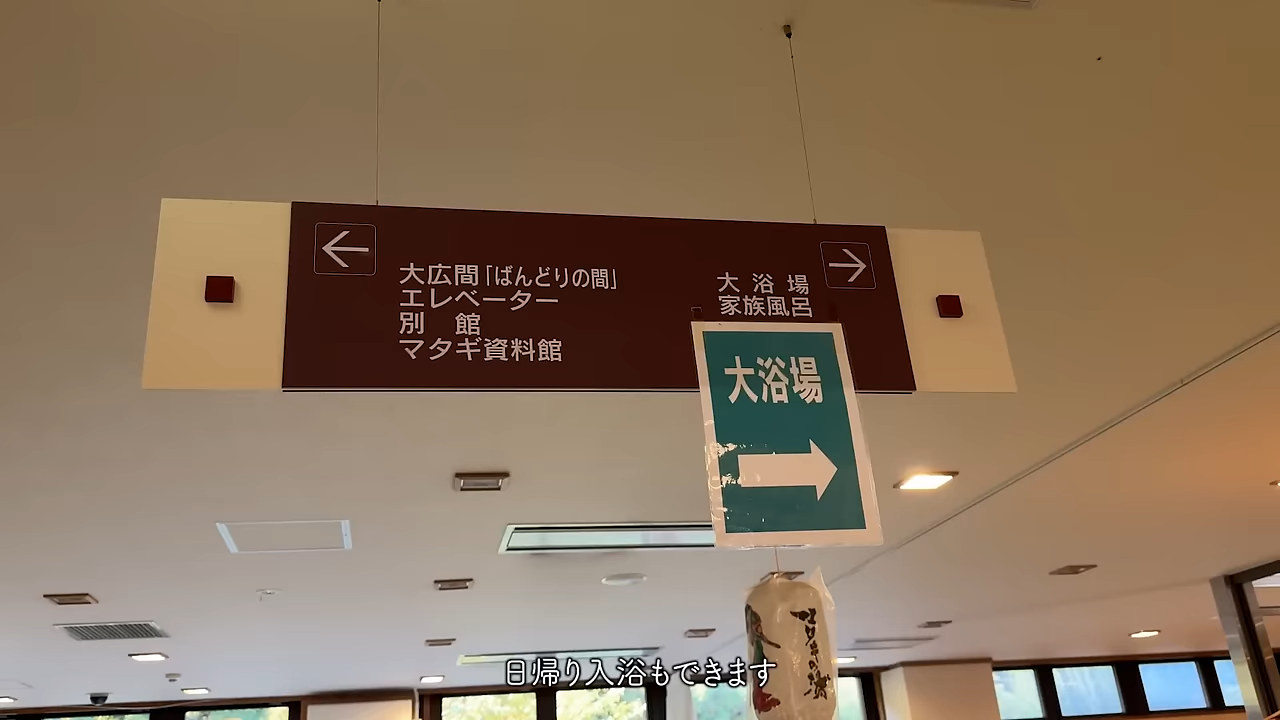 大広間「ばんどりの間」
エレベーター
別 館
マタギ資料館
大浴場
家族風呂
大浴場
日帰り入浴もできます